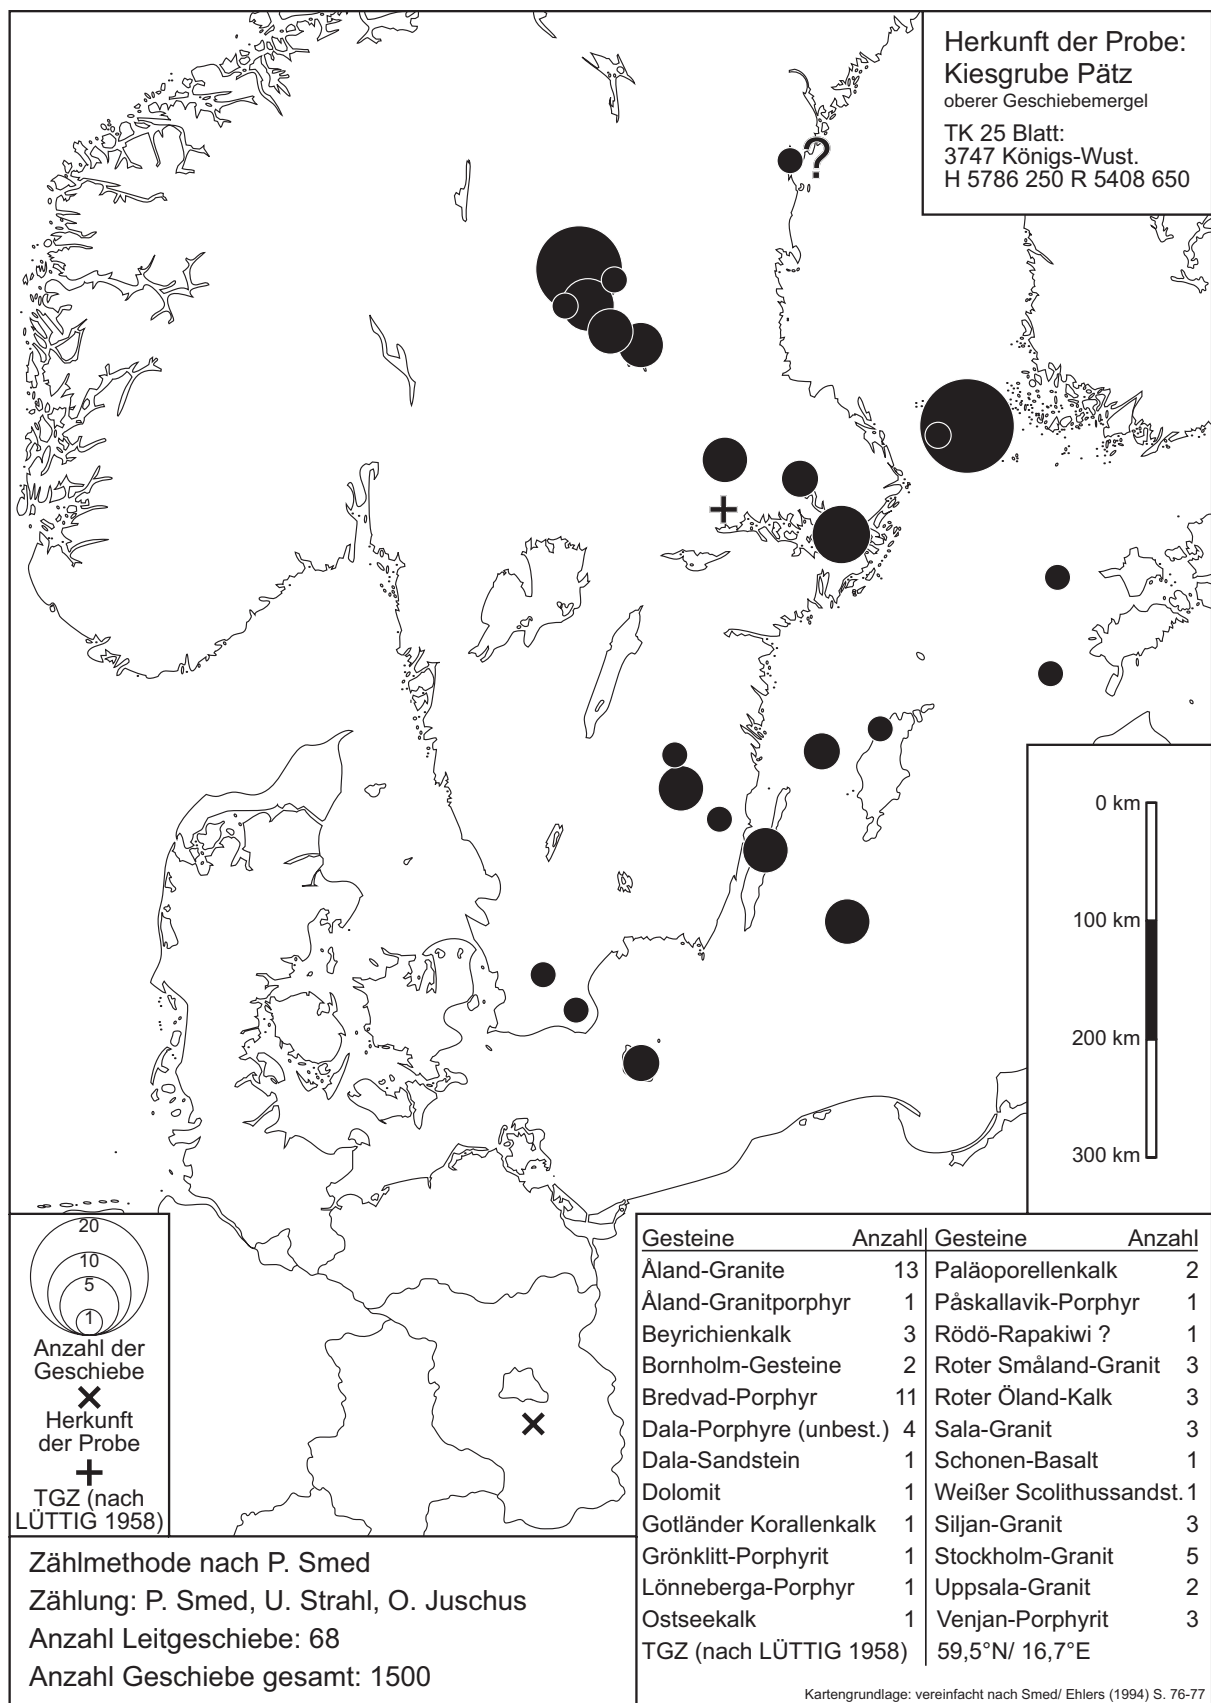 Herkunft der Probe:
Kiesgrube Pätz
oberer Geschiebemergel
TK 25 Blatt:
3747 Königs-Wust.
H 5786 250 R 5408 650
?
0 km
100 km
200 km
300 km
20
10
5
1
Anzahl der
Geschiebe
Herkunft
der Probe
TGZ (nach
LÜTTIG 1958)
Gesteine Anzahl Gesteine Anzahl
Åland-Granite 13 Paläoporellenkalk 2
Åland-Granitporphyr 1 Påskallavik-Porphyr 1
Beyrichienkalk 3 Rödö-Rapakiwi ? 1
Bornholm-Gesteine 2 Roter Småland-Granit 3
Bredvad-Porphyr 11 Roter Öland-Kalk 3
Dala-Porphyre (unbest.) 4 Sala-Granit 3
Dala-Sandstein 1 Schonen-Basalt 1
Dolomit 1 Weißer Scolithussandst. 1
Gotländer Korallenkalk 1 Siljan-Granit 3
Grönklitt-Porphyrit 1 Stockholm-Granit 5
Lönneberga-Porphyr 1 Uppsala-Granit 2
Ostseekalk 1 Venjan-Porphyrit 3
TGZ (nach LÜTTIG 1958) 59,5°N/ 16,7°E
Zählmethode nach P. Smed
Zählung: P. Smed, U. Strahl, O. Juschus
Anzahl Leitgeschiebe: 68
Anzahl Geschiebe gesamt: 1500
Kartengrundlage: vereinfacht nach Smed/ Ehlers (1994) S. 76-77